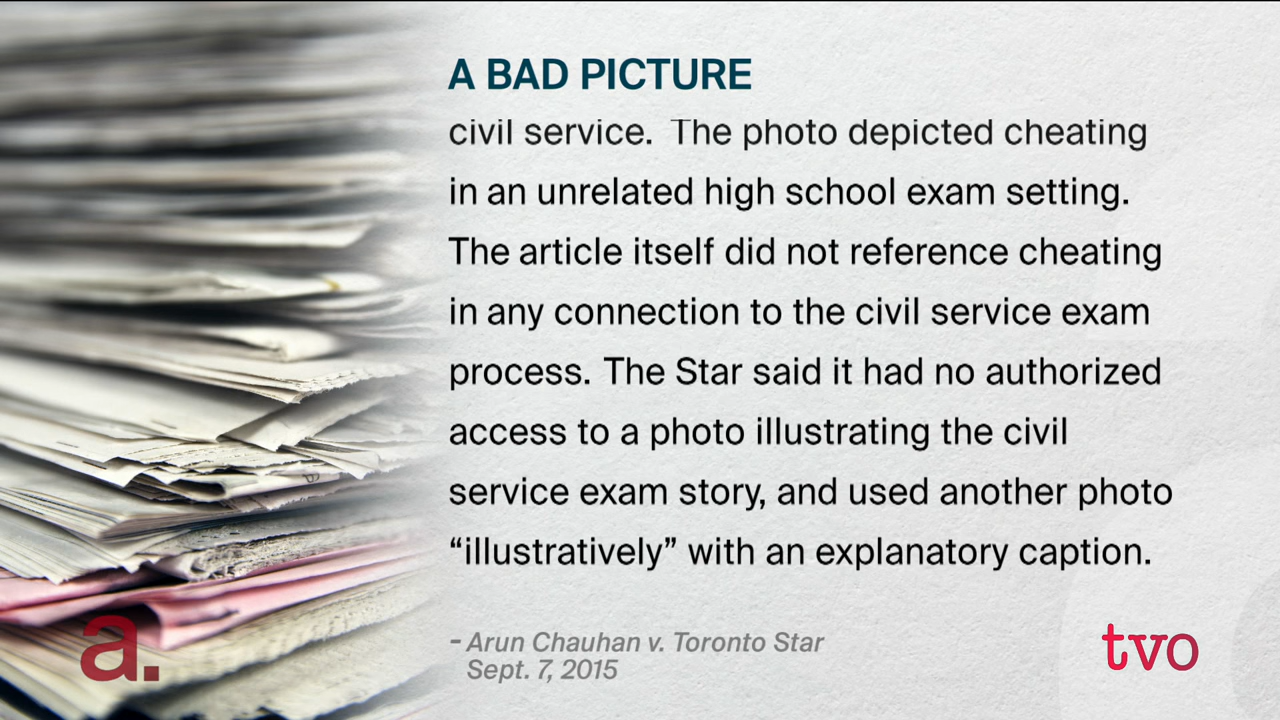 A BAD PICTURE
civil service. The photo depicted cheating
in an unrelated high school exam setting.
The article itself did not reference cheating
in any connection to the civil service exam
process. The Star said it had no authorized
access to a photo illustrating the civil
service exam story, and used another photo
“illustratively” with an explanatory caption.
- Arun Chauhan v. Toronto Star
Sept. 7, 2015
a.
tvo